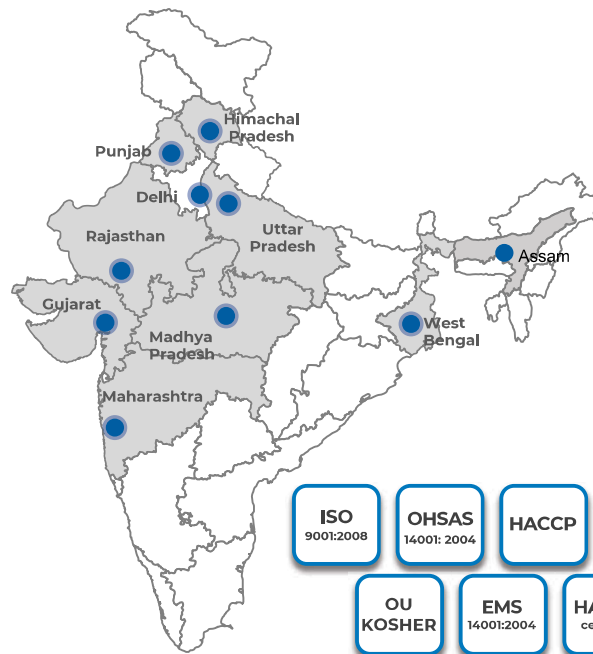 Himachal
Pradesh
Punjab
Delhi
Uttar
Pradesh
Rajasthan
Assam
Gujarat
Madhya
Pradesh
West
Bengal
Maharashtra
ISO
9001:2008
OHSAS
14001: 2004
HACCP
OU
KOSHER
EMS
14001:2004